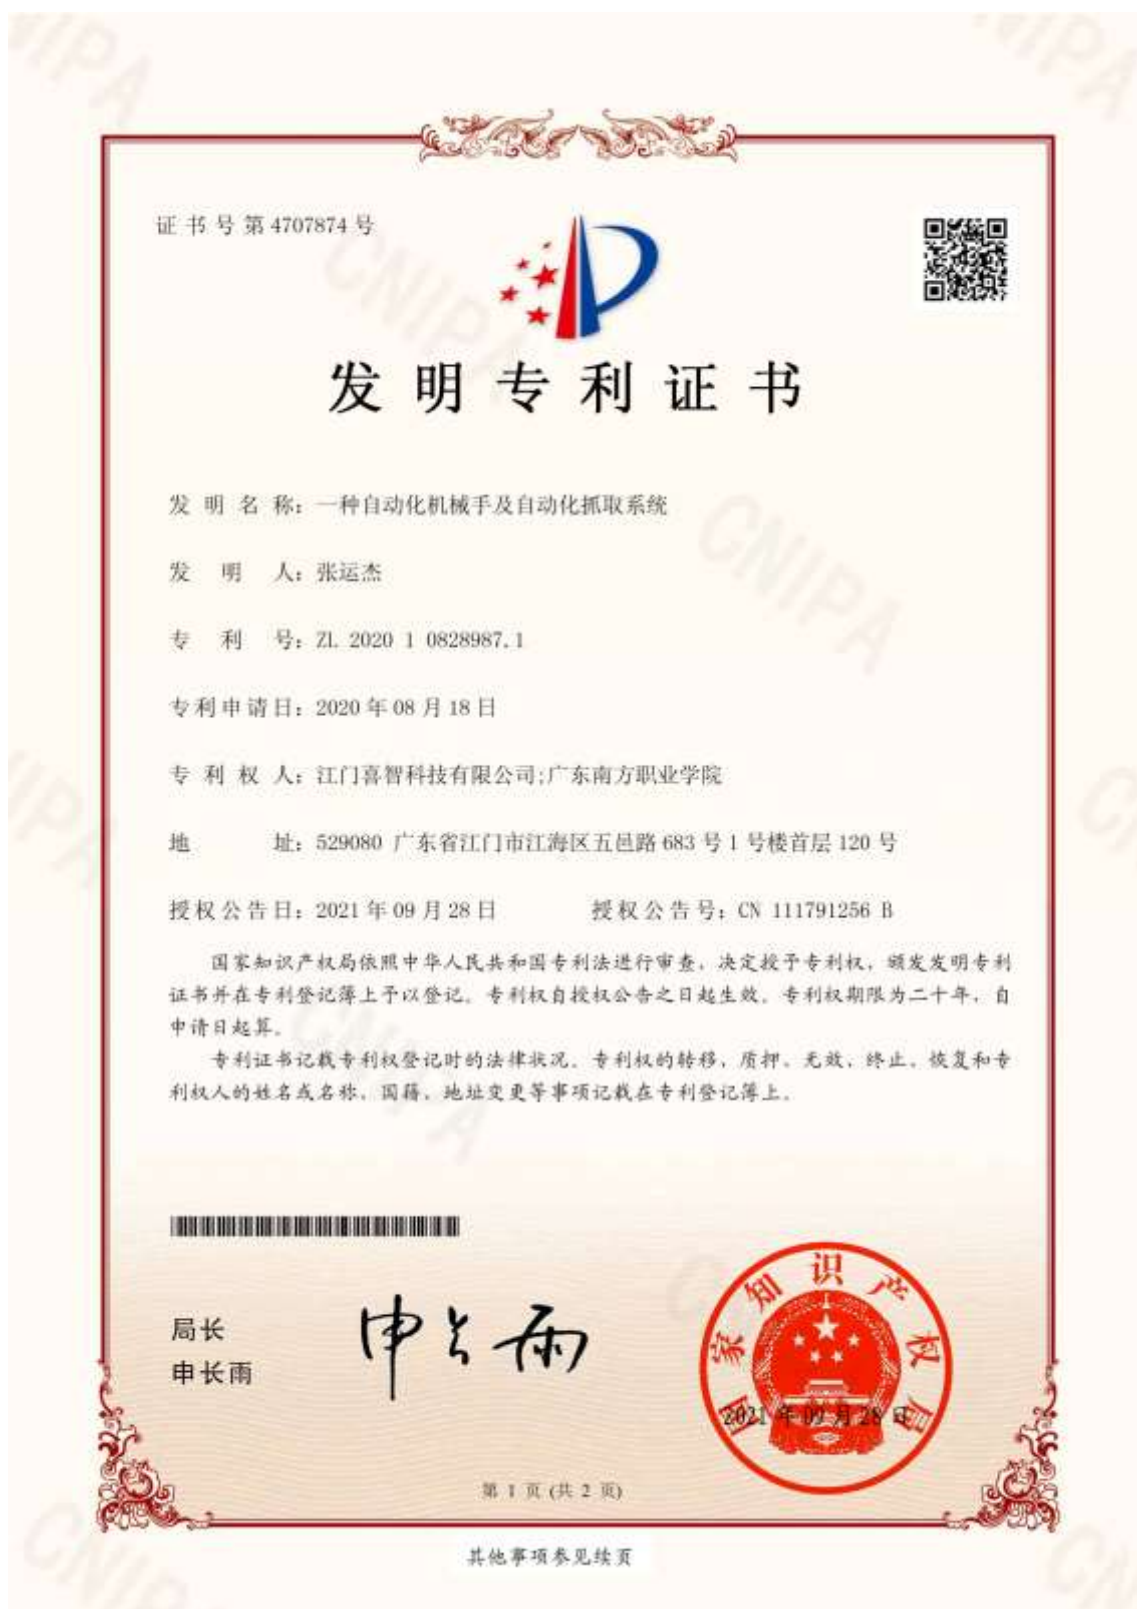 证书号第4707874号
发明专利证书
发明名称：一种自动化机械手及自动化抓取系统
发明人：张运杰
专利号：ZL 2020 1 0828987.1
专利申请日：2020年08月18日
专利权人：江门喜智科技有限公司;广东南方职业学院
地址：529080 广东省江门市江海区五邑路683号1号楼首层120号
授权公告日：2021年09月28日 授权公告号：CN 111791256 B
国家知识产权局依照中华人民共和国专利法进行审查，决定授予专利权，颁发发明专利
证书并在专利登记簿上予以登记。专利权自授权公告之日起生效。专利权期限为二十年，自
申请日起算。
专利证书记载专利权登记时的法律状况。专利权的转移、质押、无效、终止、恢复和专
利权人的姓名或名称、国籍、地址变更等事项记载在专利登记簿上。
局长
申长雨
申长雨
国家知识产权局
2021年09月28日
第 1 页 (共 2 页)
其他事项参见续页
CNIPA
CNIPA
CNIPA
CNIPA
CNIPA